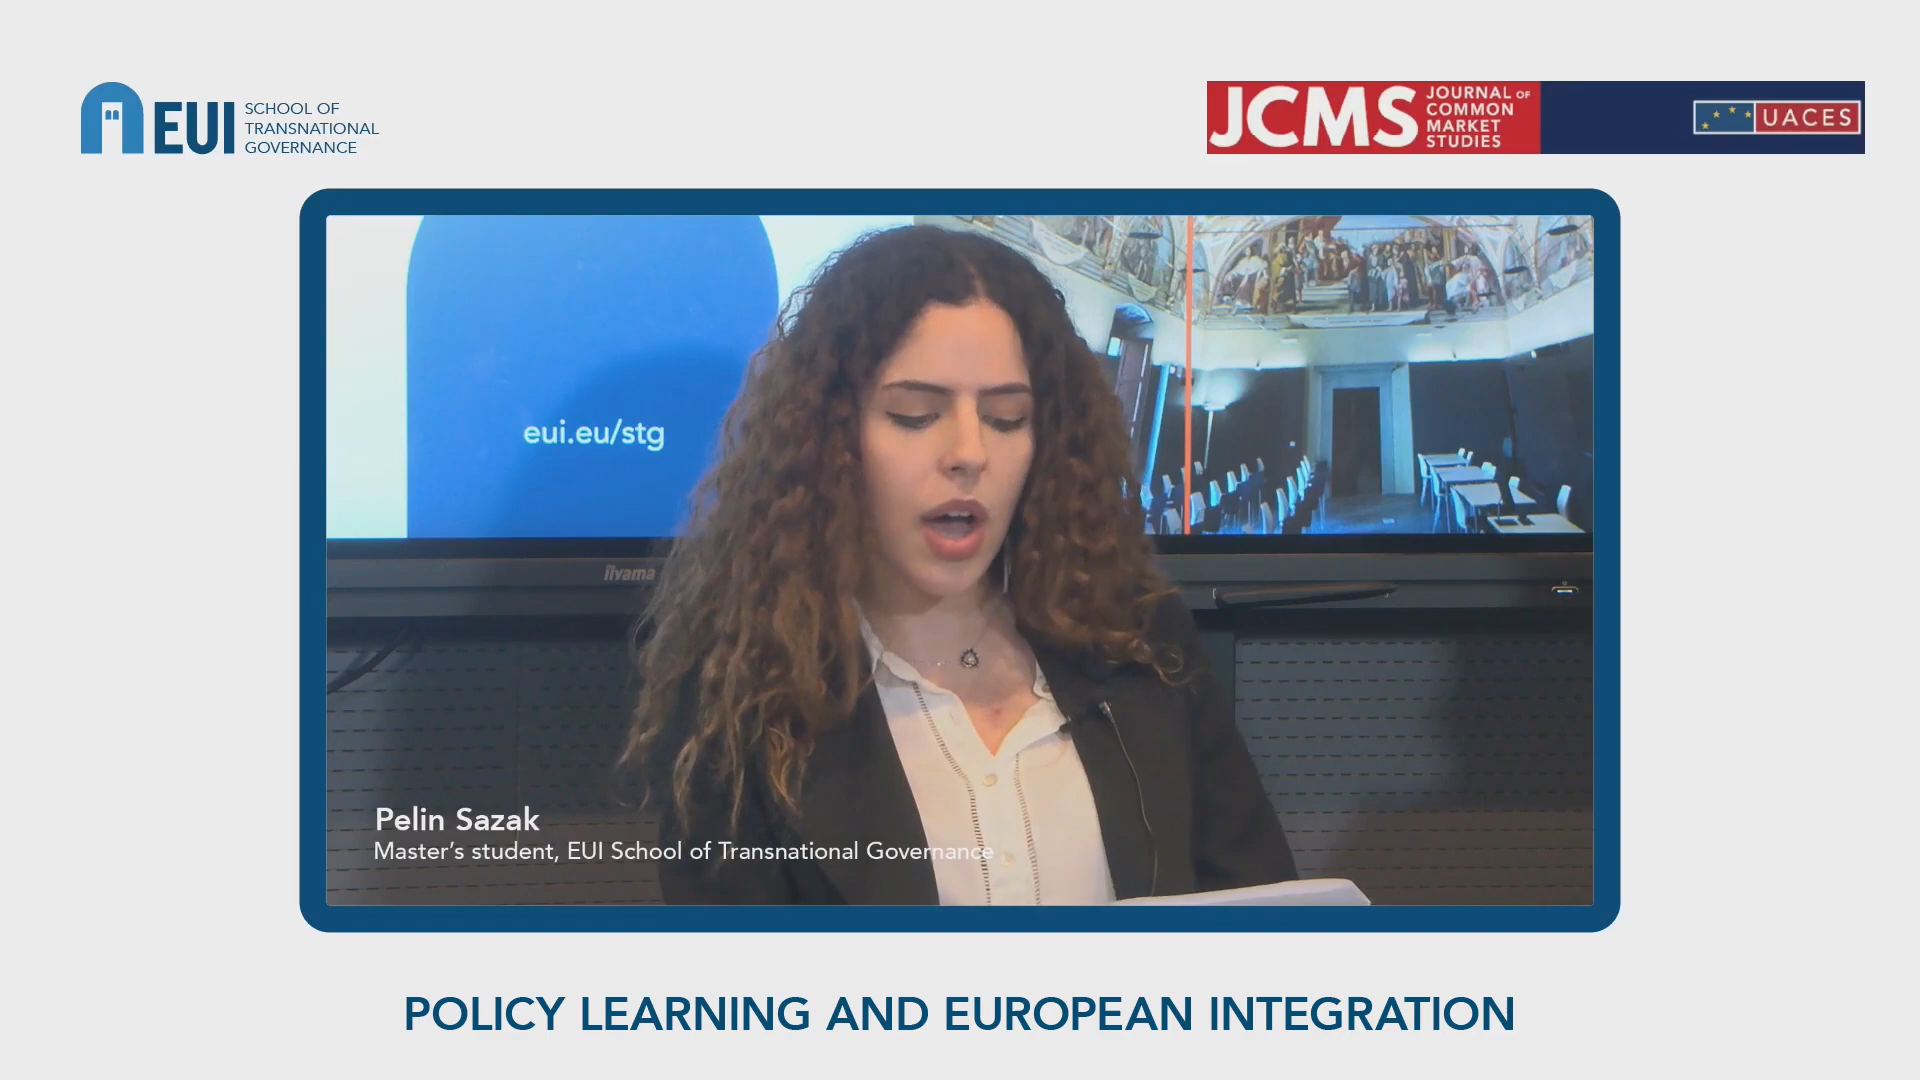 EUI
SCHOOL OF
TRANSNATIONAL
GOVERNANCE
JCMS
JOURNAL OF
COMMON
MARKET
STUDIES
UACES
eui.eu/stg
iiyama
Pelin Sazak
Master's student, EUI School of Transnational Governance
POLICY LEARNING AND EUROPEAN INTEGRATION